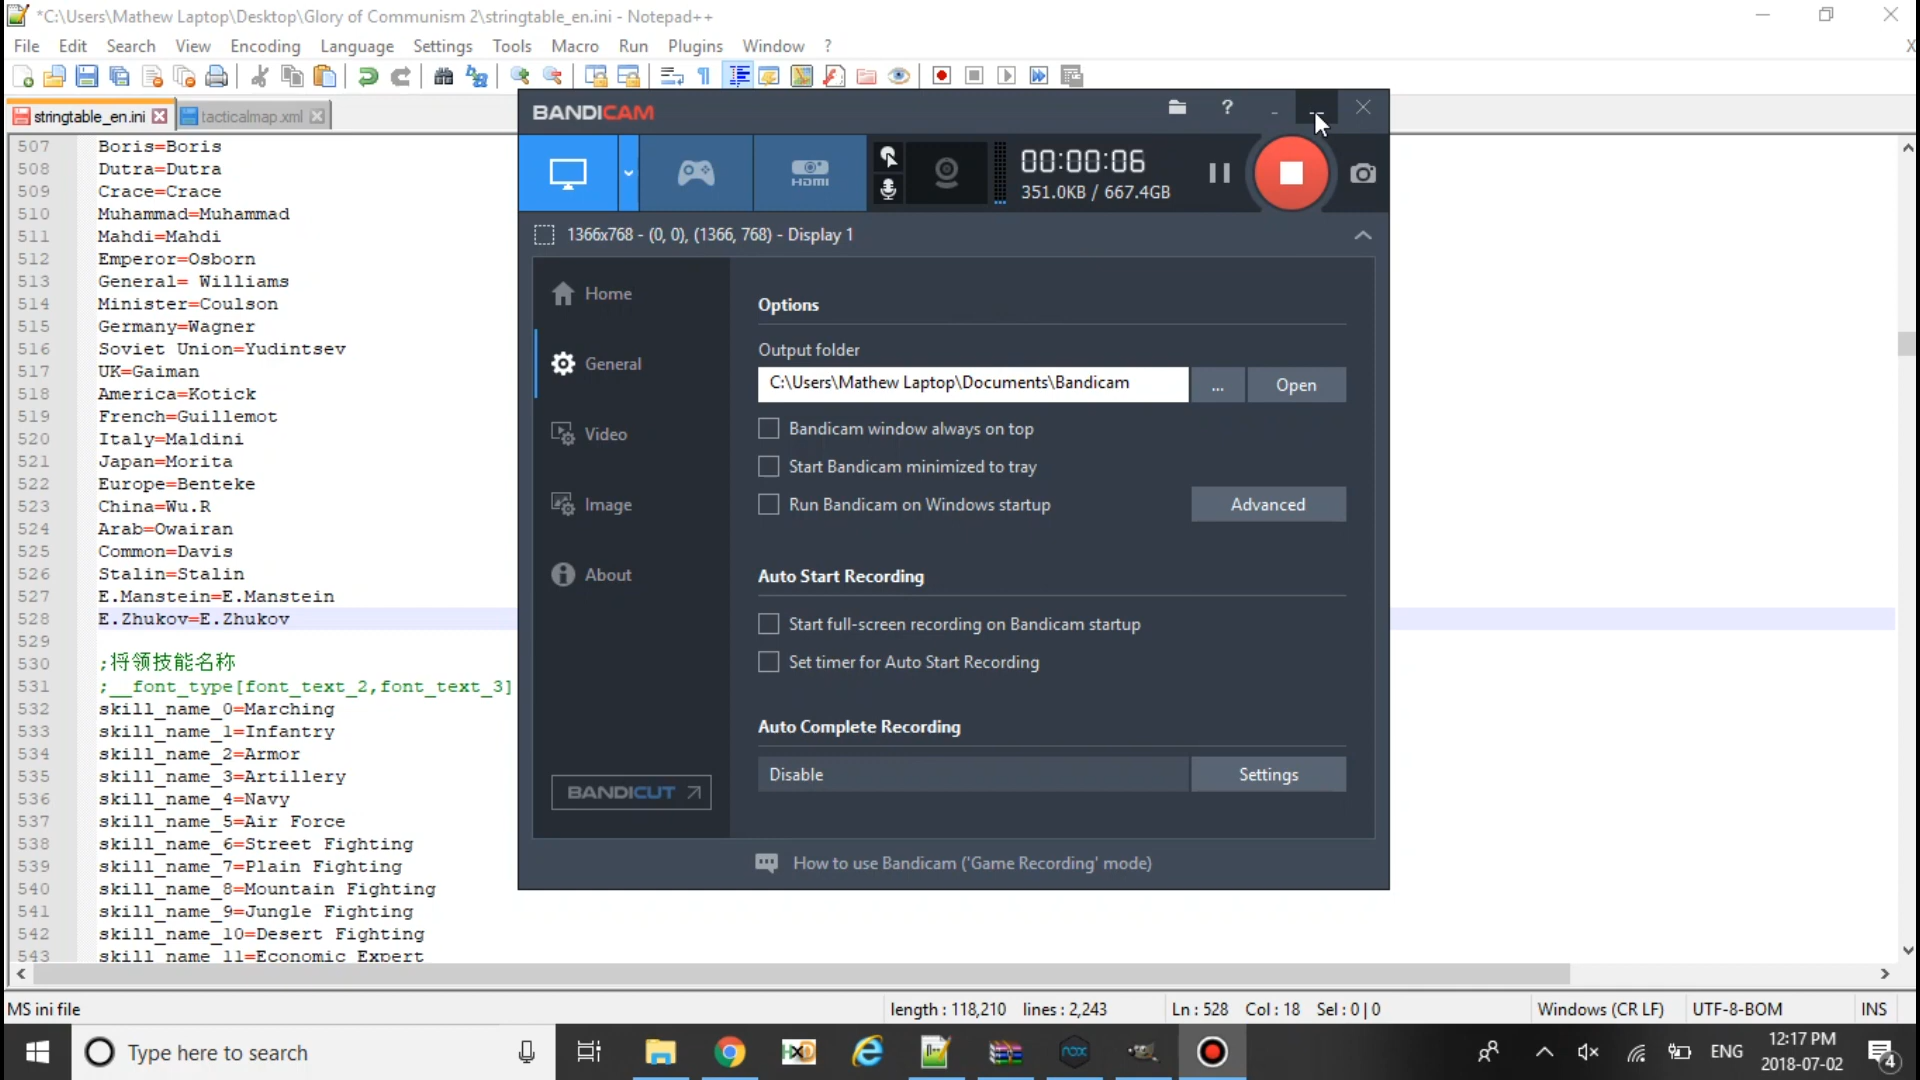 *C:\Users\Mathew Laptop\Desktop\Glory of Communism 2\stringtable_en.ini - Notepad++
File Edit Search View Encoding Language Settings Tools Macro Run Plugins Window ?
stringtable_en.ini tacticalmap.xml
507 Boris=Boris
508 Dutra=Dutra
509 Crace=Crace
510 Muhammad=Muhammad
511 Mahdi=Mahdi
512 Emperor=Osborn
513 General= Williams
514 Minister=Coulson
515 Germany=Wagner
516 Soviet Union=Yudintsev
517 UK=Gaiman
518 America=Kotick
519 French=Guillemot
520 Italy=Maldini
521 Japan=Morita
522 Europe=Benteke
523 China=Wu.R
524 Arab=Owairan
525 Common=Davis
526 Stalin=Stalin
527 E.Manstein=E.Manstein
528 E.Zhukov=E.Zhukov
529
530 ;将领技能名称
531 ;__font_type[font_text_2,font_text_3]
532 skill_name_0=Marching
533 skill_name_1=Infantry
534 skill_name_2=Armor
535 skill_name_3=Artillery
536 skill_name_4=Navy
537 skill_name_5=Air Force
538 skill_name_6=Street Fighting
539 skill_name_7=Plain Fighting
540 skill_name_8=Mountain Fighting
541 skill_name_9=Jungle Fighting
542 skill_name_10=Desert Fighting
543 skill_name_11=Economic Expert
BANDICAM
?
HDMI
00:00:06
351.0KB / 667.4GB
1366x768 - (0, 0), (1366, 768) - Display 1
Home
General
Video
Image
About
BANDICUT
Options
Output folder
C:\Users\Mathew Laptop\Documents\Bandicam ... Open
Bandicam window always on top
Start Bandicam minimized to tray
Run Bandicam on Windows startup Advanced
Auto Start Recording
Start full-screen recording on Bandicam startup
Set timer for Auto Start Recording
Auto Complete Recording
Disable Settings
How to use Bandicam ('Game Recording' mode)
MS ini file length : 118,210 lines : 2,243 Ln : 528 Col : 18 Sel : 0 | 0 Windows (CR LF) UTF-8-BOM INS
Type here to search
HXD
nox
ENG
12:17 PM
2018-07-02
4